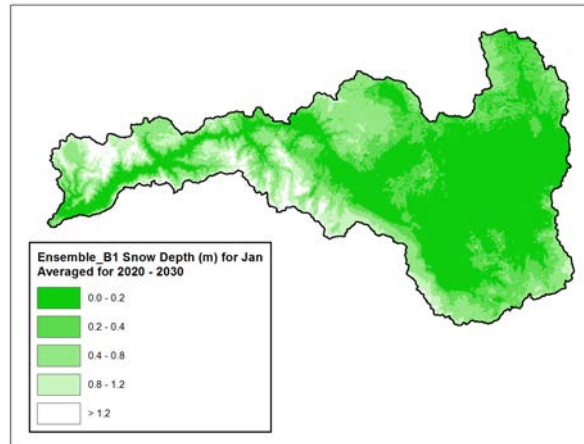 Ensemble_B1 Snow Depth (m) for Jan
Averaged for 2020 - 2030
0.0 - 0.2
0.2 - 0.4
0.4 - 0.8
0.8 - 1.2
> 1.2